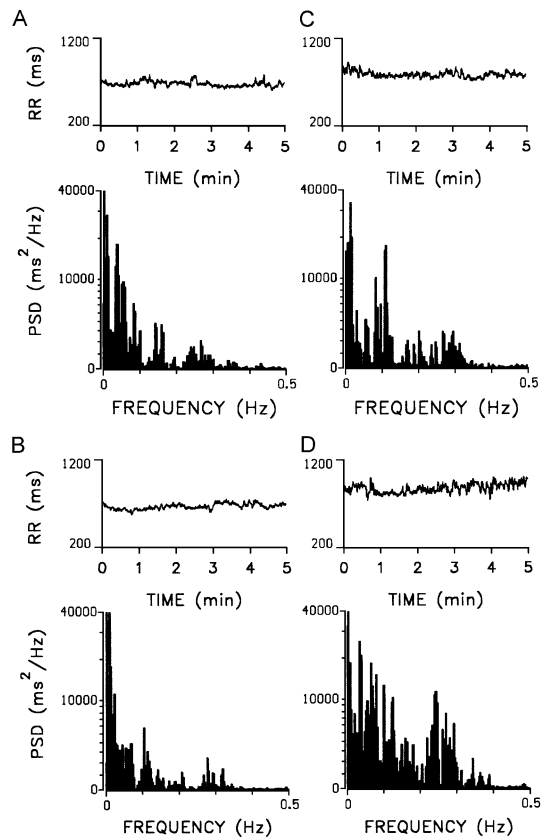 A
1200
RR (ms)
200
0 1 2 3 4 5
TIME (min)
40000
PSD (ms²/Hz)
10000
0
0 0.5
FREQUENCY (Hz)
C
1200
200
0 1 2 3 4 5
TIME (min)
40000
10000
0
0 0.5
FREQUENCY (Hz)
B
1200
RR (ms)
200
0 1 2 3 4 5
TIME (min)
40000
PSD (ms²/Hz)
10000
0
0 0.5
FREQUENCY (Hz)
D
1200
200
0 1 2 3 4 5
TIME (min)
40000
10000
0
0 0.5
FREQUENCY (Hz)